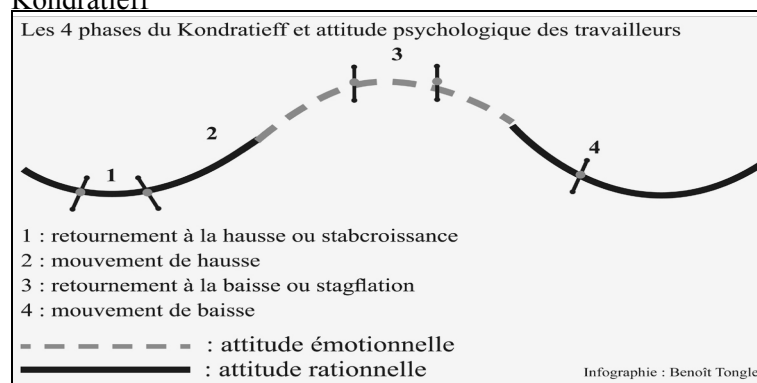 Kondratieff
Les 4 phases du Kondratieff et attitude psychologique des travailleurs
3
2
4
1
1 : retournement à la hausse ou stabcroissance
2 : mouvement de hausse
3 : retournement à la baisse ou stagflation
4 : mouvement de baisse
: attitude émotionnelle
: attitude rationnelle
Infographie : Benoît Tongle